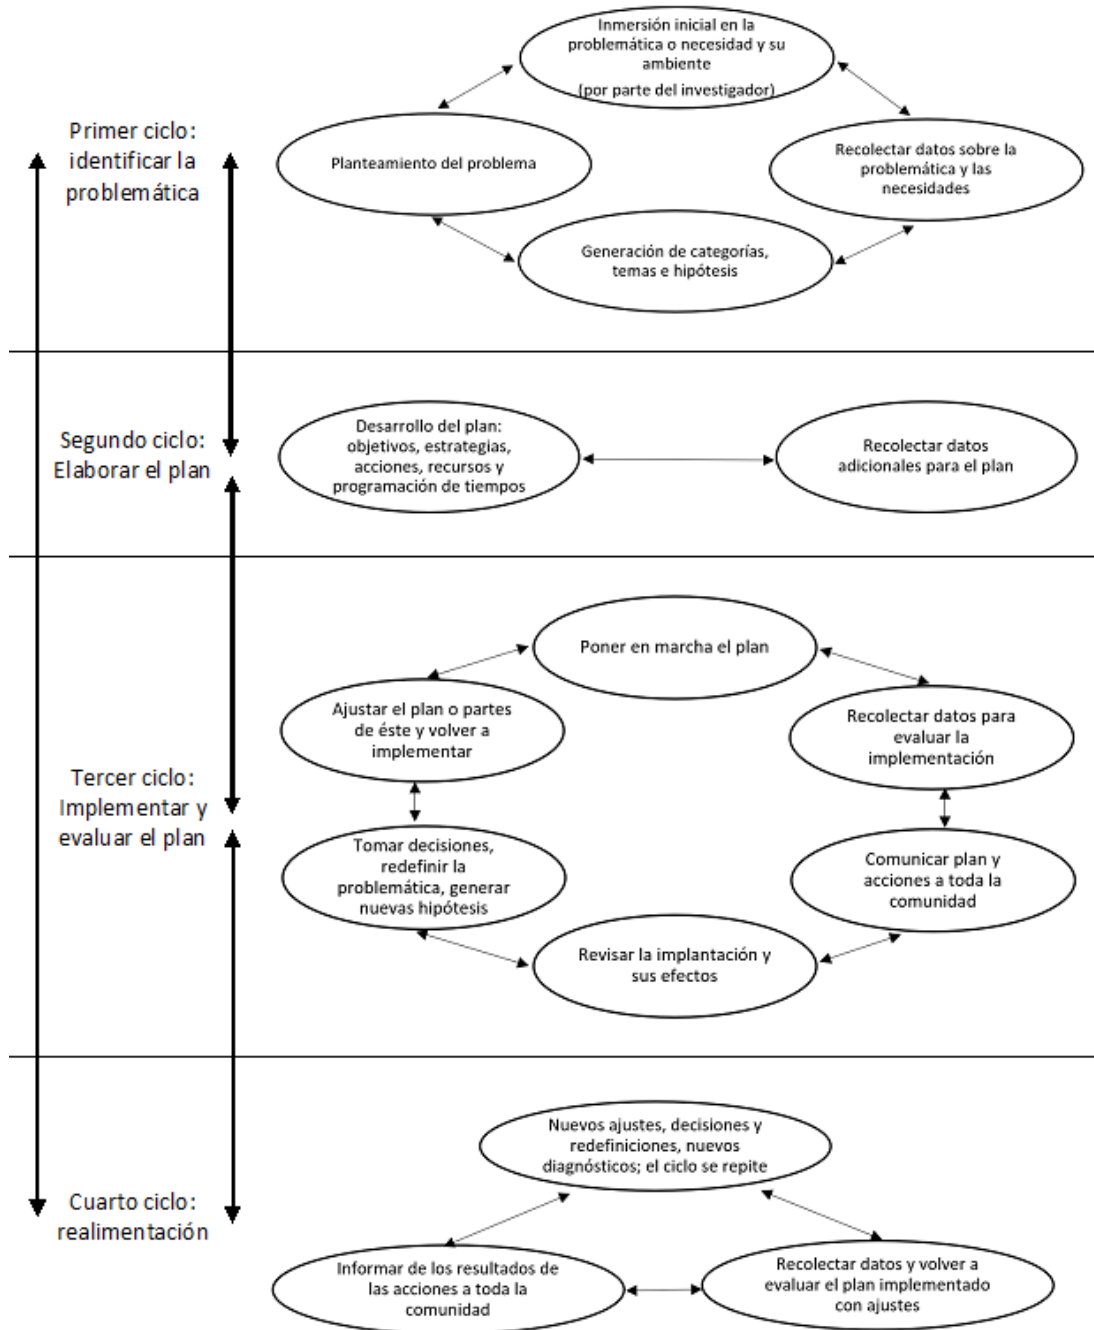 Primer ciclo:
identificar la
problemática
Inmersión inicial en la
problemática o necesidad y su
ambiente
(por parte del investigador)
Planteamiento del problema
Recolectar datos sobre la
problemática y las
necesidades
Generación de categorías,
temas e hipótesis
Segundo ciclo:
Elaborar el plan
Desarrollo del plan:
objetivos, estrategias,
acciones, recursos y
programación de tiempos
Recolectar datos
adicionales para el plan
Tercer ciclo:
Implementar y
evaluar el plan
Poner en marcha el plan
Ajustar el plan o partes
de éste y volver a
implementar
Recolectar datos para
evaluar la
implementación
Tomar decisiones,
redefinir la
problemática, generar
nuevas hipótesis
Comunicar plan y
acciones a toda la
comunidad
Revisar la implantación y
sus efectos
Cuarto ciclo:
realimentación
Nuevos ajustes, decisiones y
redefiniciones, nuevos
diagnósticos; el ciclo se repite
Informar de los resultados de
las acciones a toda la
comunidad
Recolectar datos y volver a
evaluar el plan implementado
con ajustes